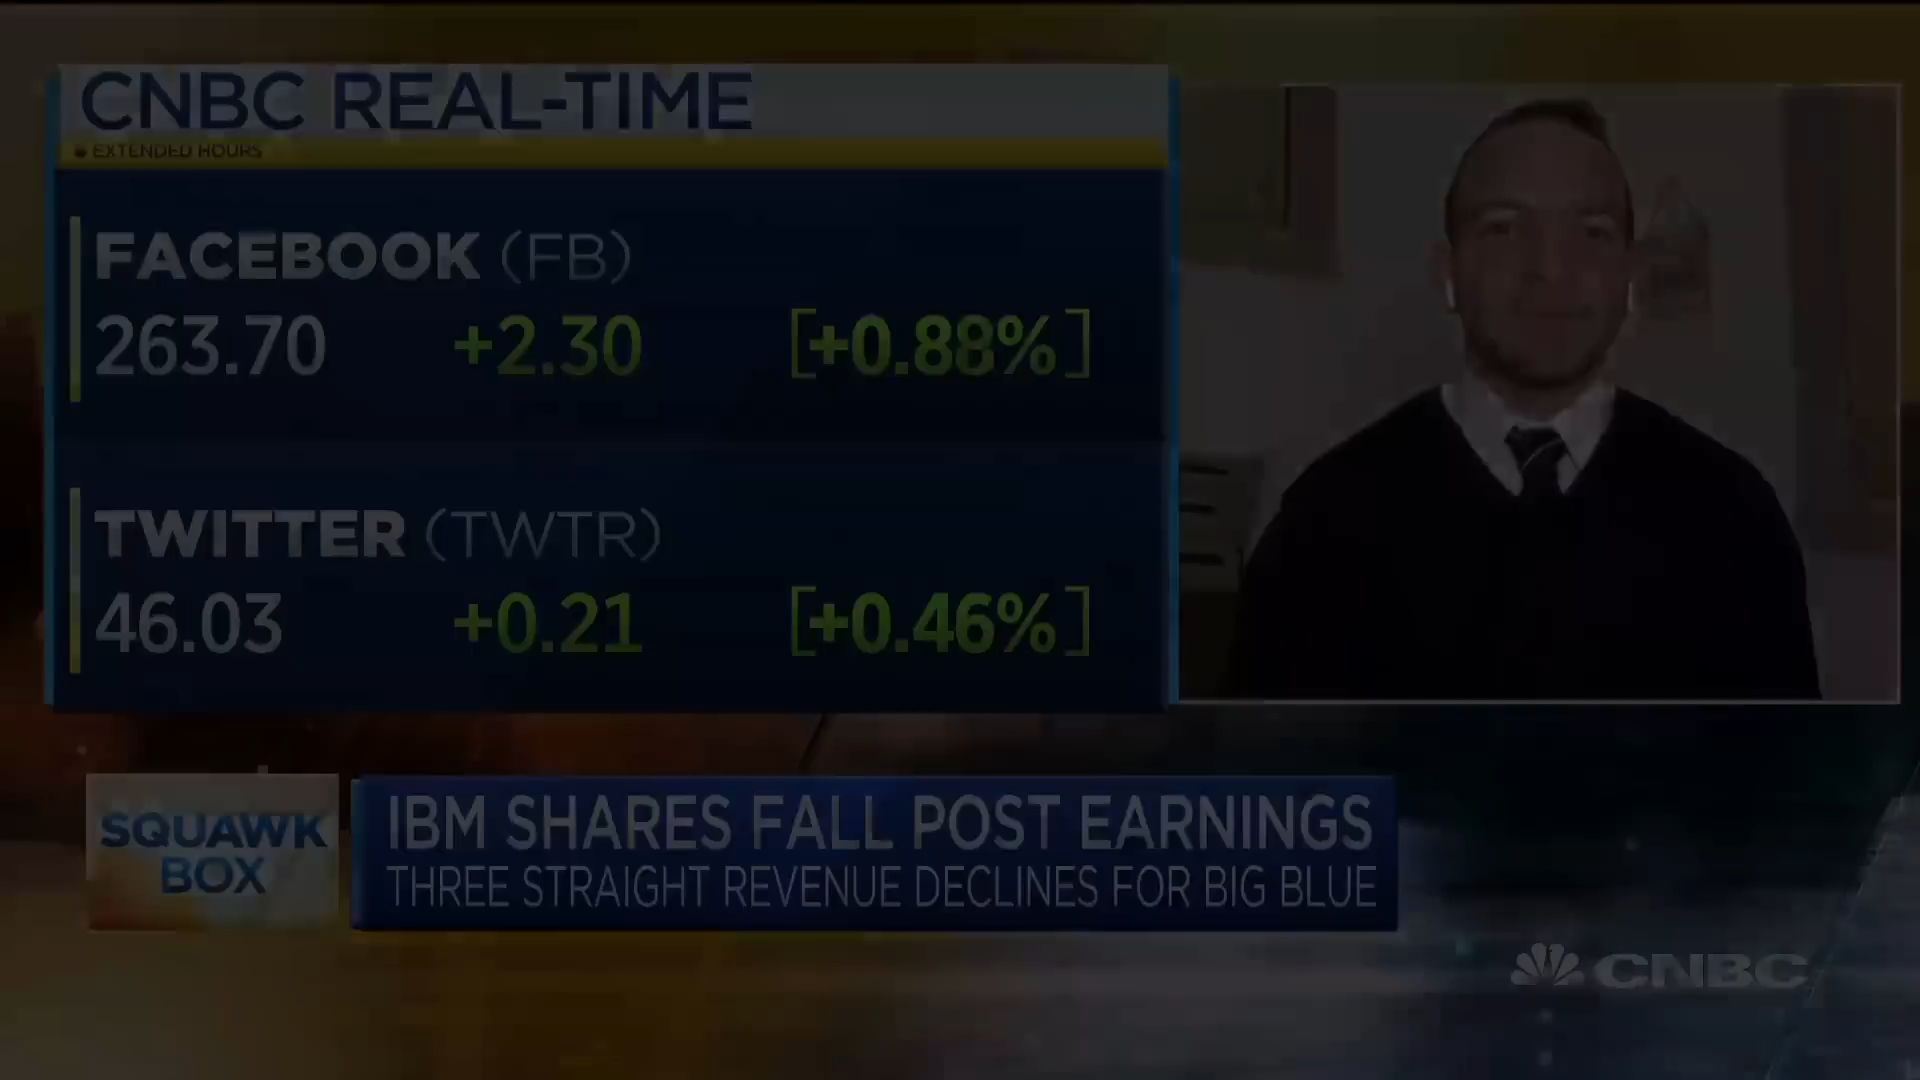 CNBC REAL-TIME
EXTENDED HOURS
FACEBOOK (FB)
263.70 +2.30 [+0.88%]
TWITTER (TWTR)
46.03 +0.21 [+0.46%]
SQUAWK
BOX
IBM SHARES FALL POST EARNINGS
THREE STRAIGHT REVENUE DECLINES FOR BIG BLUE
CNBC